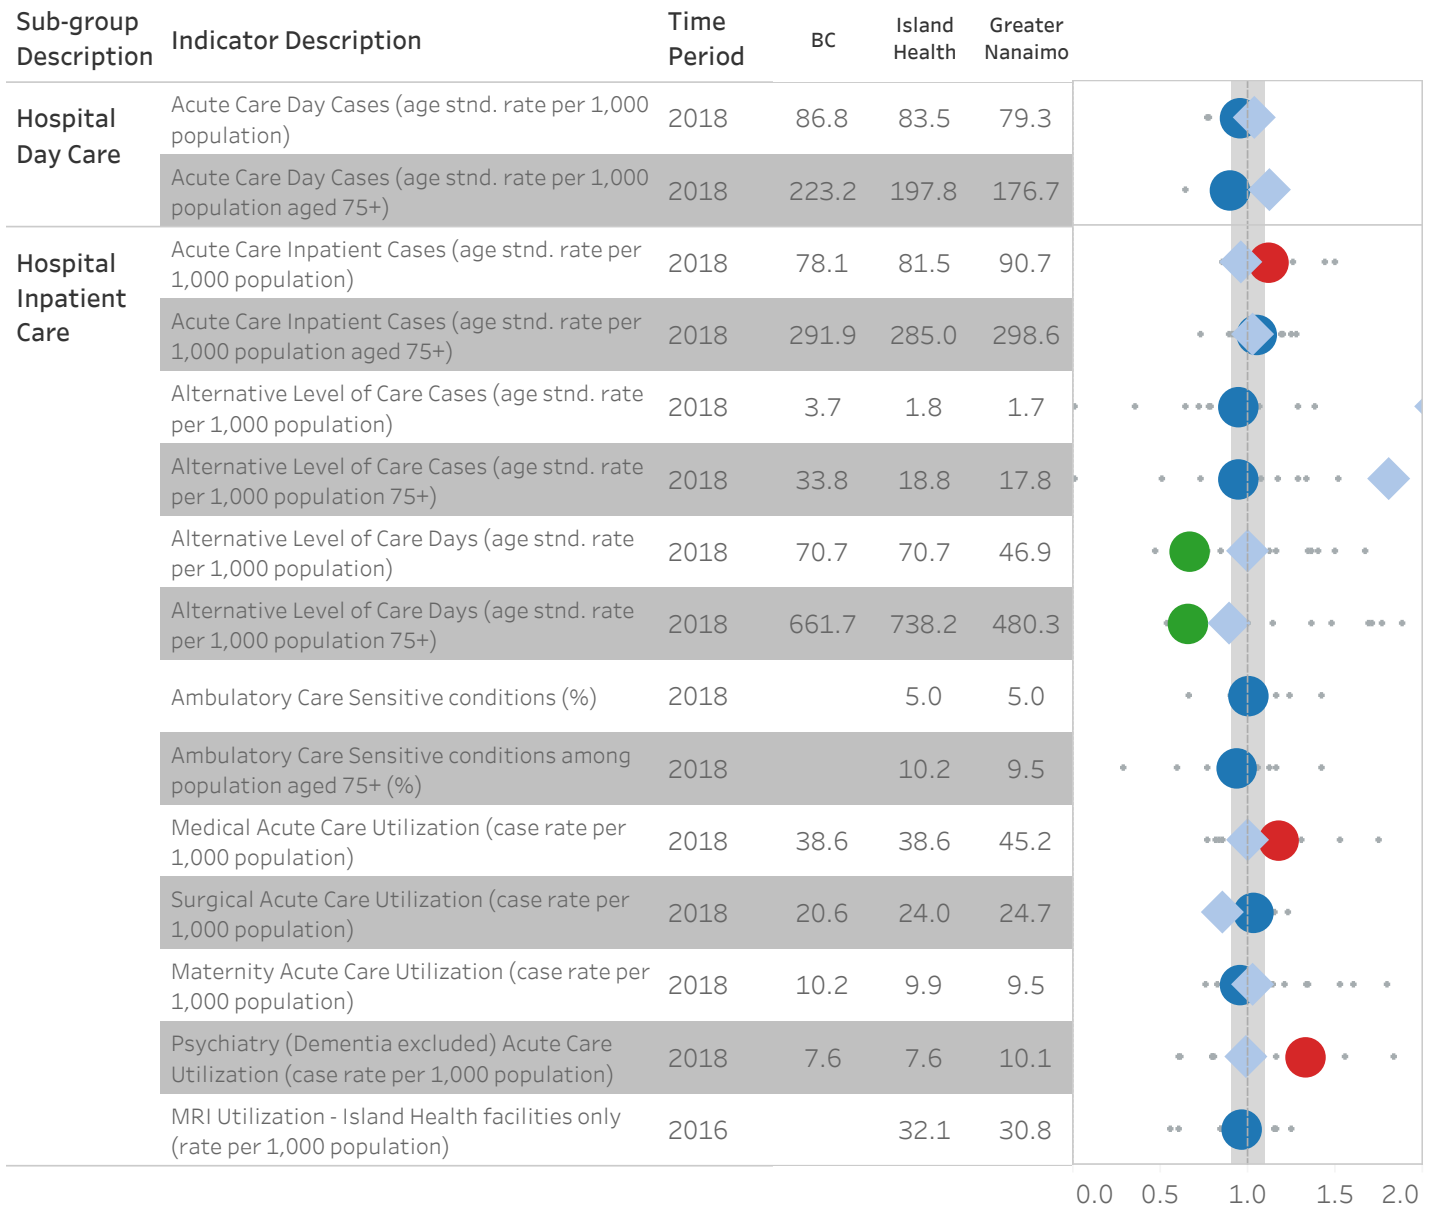 Sub-group Description Indicator Description Time Period BC Island Health Greater Nanaimo
Hospital Day Care
Acute Care Day Cases (age stnd. rate per 1,000
population) 2018 86.8 83.5 79.3
Acute Care Day Cases (age stnd. rate per 1,000
population aged 75+) 2018 223.2 197.8 176.7
Hospital Inpatient Care
Acute Care Inpatient Cases (age stnd. rate per
1,000 population) 2018 78.1 81.5 90.7
Acute Care Inpatient Cases (age stnd. rate per
1,000 population aged 75+) 2018 291.9 285.0 298.6
Alternative Level of Care Cases (age stnd. rate
per 1,000 population) 2018 3.7 1.8 1.7
Alternative Level of Care Cases (age stnd. rate
per 1,000 population 75+) 2018 33.8 18.8 17.8
Alternative Level of Care Days (age stnd. rate
per 1,000 population) 2018 70.7 70.7 46.9
Alternative Level of Care Days (age stnd. rate
per 1,000 population 75+) 2018 661.7 738.2 480.3
Ambulatory Care Sensitive conditions (%) 2018 5.0 5.0
Ambulatory Care Sensitive conditions among
population aged 75+ (%) 2018 10.2 9.5
Medical Acute Care Utilization (case rate per
1,000 population) 2018 38.6 38.6 45.2
Surgical Acute Care Utilization (case rate per
1,000 population) 2018 20.6 24.0 24.7
Maternity Acute Care Utilization (case rate per
1,000 population) 2018 10.2 9.9 9.5
Psychiatry (Dementia excluded) Acute Care
Utilization (case rate per 1,000 population) 2018 7.6 7.6 10.1
MRI Utilization - Island Health facilities only
(rate per 1,000 population) 2016 32.1 30.8
0.0 0.5 1.0 1.5 2.0